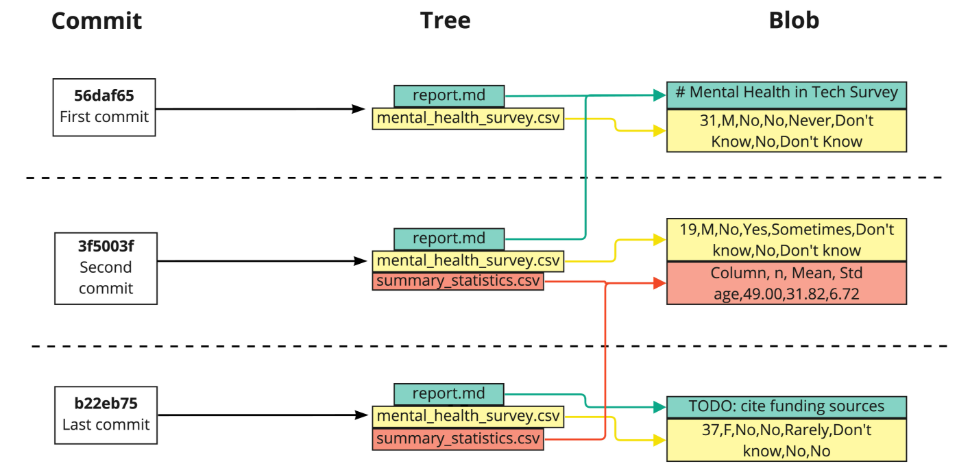 Commit
Tree
Blob
56daf65
First commit
report.md
mental_health_survey.csv
# Mental Health in Tech Survey
31,M,No,No,Never,Don't
Know,No,Don't Know
3f5003f
Second
commit
report.md
mental_health_survey.csv
summary_statistics.csv
19,M,No,Yes,Sometimes,Don't
know,No,Don't know
Column, n, Mean, Std
age,49.00,31.82,6.72
b22eb75
Last commit
report.md
mental_health_survey.csv
summary_statistics.csv
TODO: cite funding sources
37,F,No,No,Rarely,Don't
know,No,No